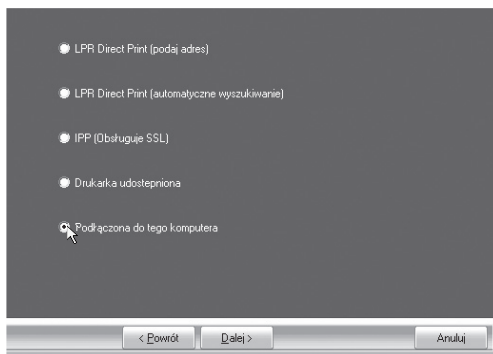 LPR Direct Print (podaj adres)
LPR Direct Print (automatyczne wyszukiwanie)
IPP (Obsługuje SSL)
Drukarka udostepniona
Podłączona do tego komputera
< Powrót Dalej > Anuluj